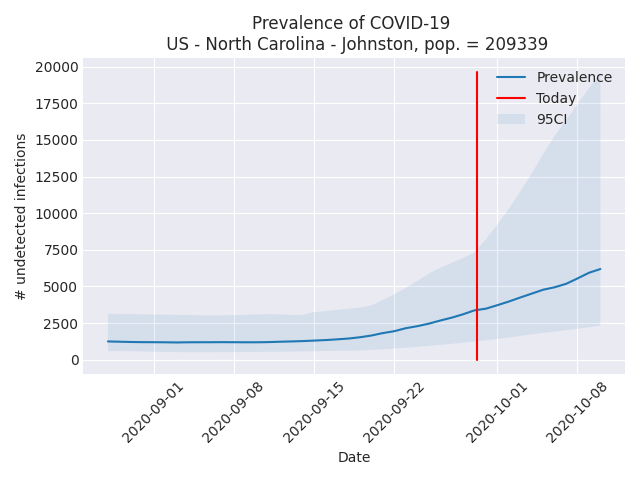 Prevalence of COVID-19
US - North Carolina - Johnston, pop. = 209339
20000
17500
15000
12500
10000
7500
5000
2500
0
# undetected infections
Prevalence
Today
95CI
2020-09-01
2020-09-08
2020-09-15
2020-09-22
2020-10-01
2020-10-08
Date